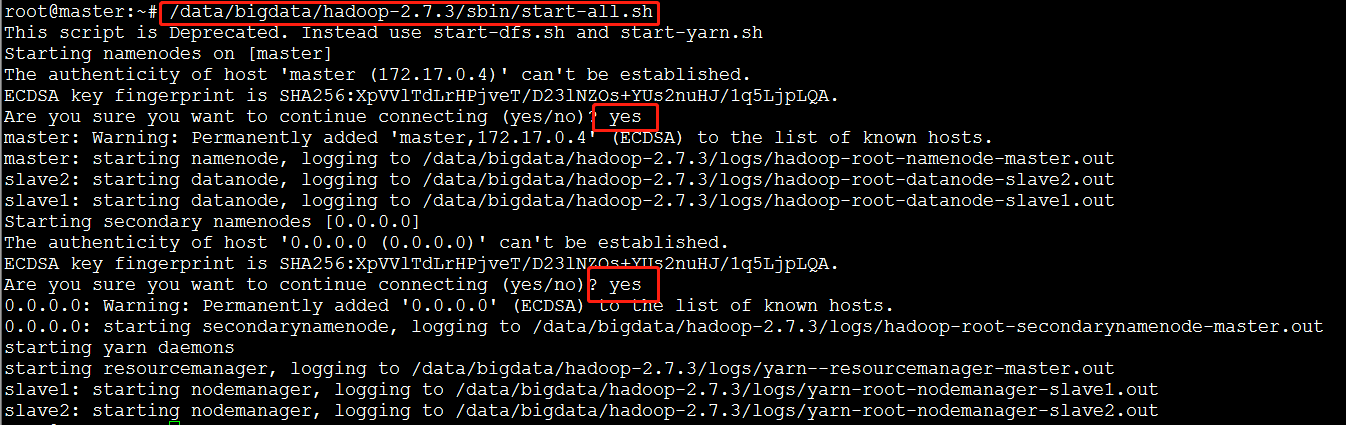 root@master:~# /data/bigdata/hadoop-2.7.3/sbin/start-all.sh
This script is Deprecated. Instead use start-dfs.sh and start-yarn.sh
Starting namenodes on [master]
The authenticity of host 'master (172.17.0.4)' can't be established.
ECDSA key fingerprint is SHA256:XpVVlTdLrHPjveT/D23lNZOs+YUs2nuHJ/1q5LjpLQA.
Are you sure you want to continue connecting (yes/no)? yes
master: Warning: Permanently added 'master,172.17.0.4' (ECDSA) to the list of known hosts.
master: starting namenode, logging to /data/bigdata/hadoop-2.7.3/logs/hadoop-root-namenode-master.out
slave2: starting datanode, logging to /data/bigdata/hadoop-2.7.3/logs/hadoop-root-datanode-slave2.out
slave1: starting datanode, logging to /data/bigdata/hadoop-2.7.3/logs/hadoop-root-datanode-slave1.out
Starting secondary namenodes [0.0.0.0]
The authenticity of host '0.0.0.0 (0.0.0.0)' can't be established.
ECDSA key fingerprint is SHA256:XpVVlTdLrHPjveT/D23lNZOs+YUs2nuHJ/1q5LjpLQA.
Are you sure you want to continue connecting (yes/no)? yes
0.0.0.0: Warning: Permanently added '0.0.0.0' (ECDSA) to the list of known hosts.
0.0.0.0: starting secondarynamenode, logging to /data/bigdata/hadoop-2.7.3/logs/hadoop-root-secondarynamenode-master.out
starting yarn daemons
starting resourcemanager, logging to /data/bigdata/hadoop-2.7.3/logs/yarn--resourcemanager-master.out
slave1: starting nodemanager, logging to /data/bigdata/hadoop-2.7.3/logs/yarn-root-nodemanager-slave1.out
slave2: starting nodemanager, logging to /data/bigdata/hadoop-2.7.3/logs/yarn-root-nodemanager-slave2.out